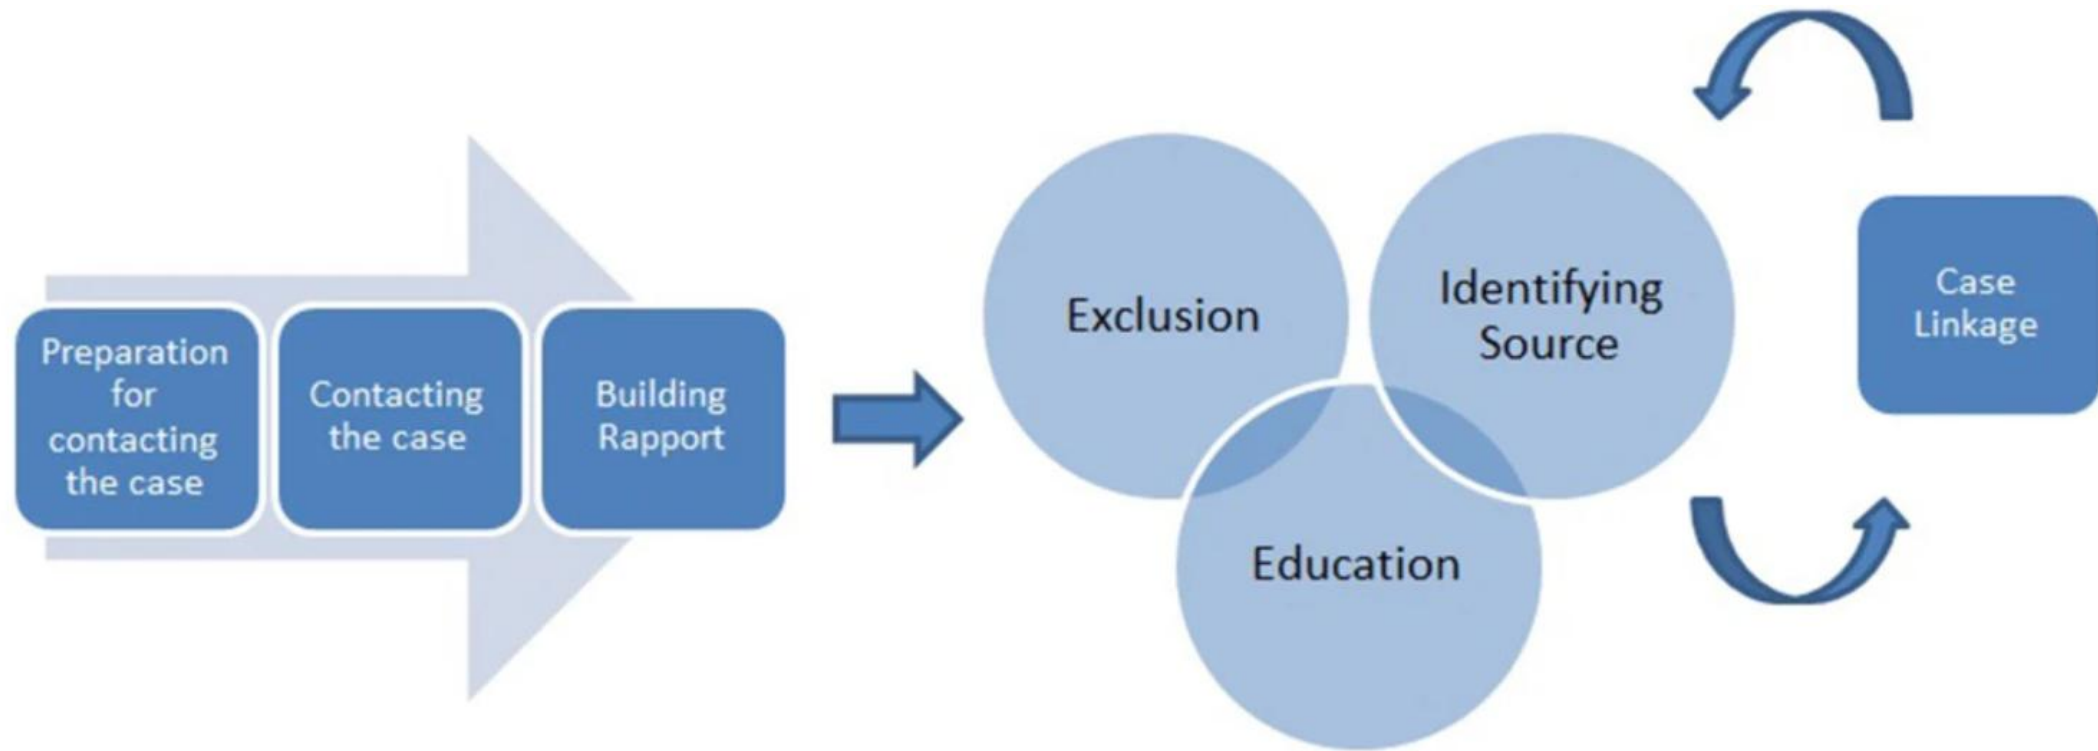 Preparation
for
contacting
the case
Contacting
the case
Building
Rapport
Exclusion
Identifying
Source
Education
Case
Linkage